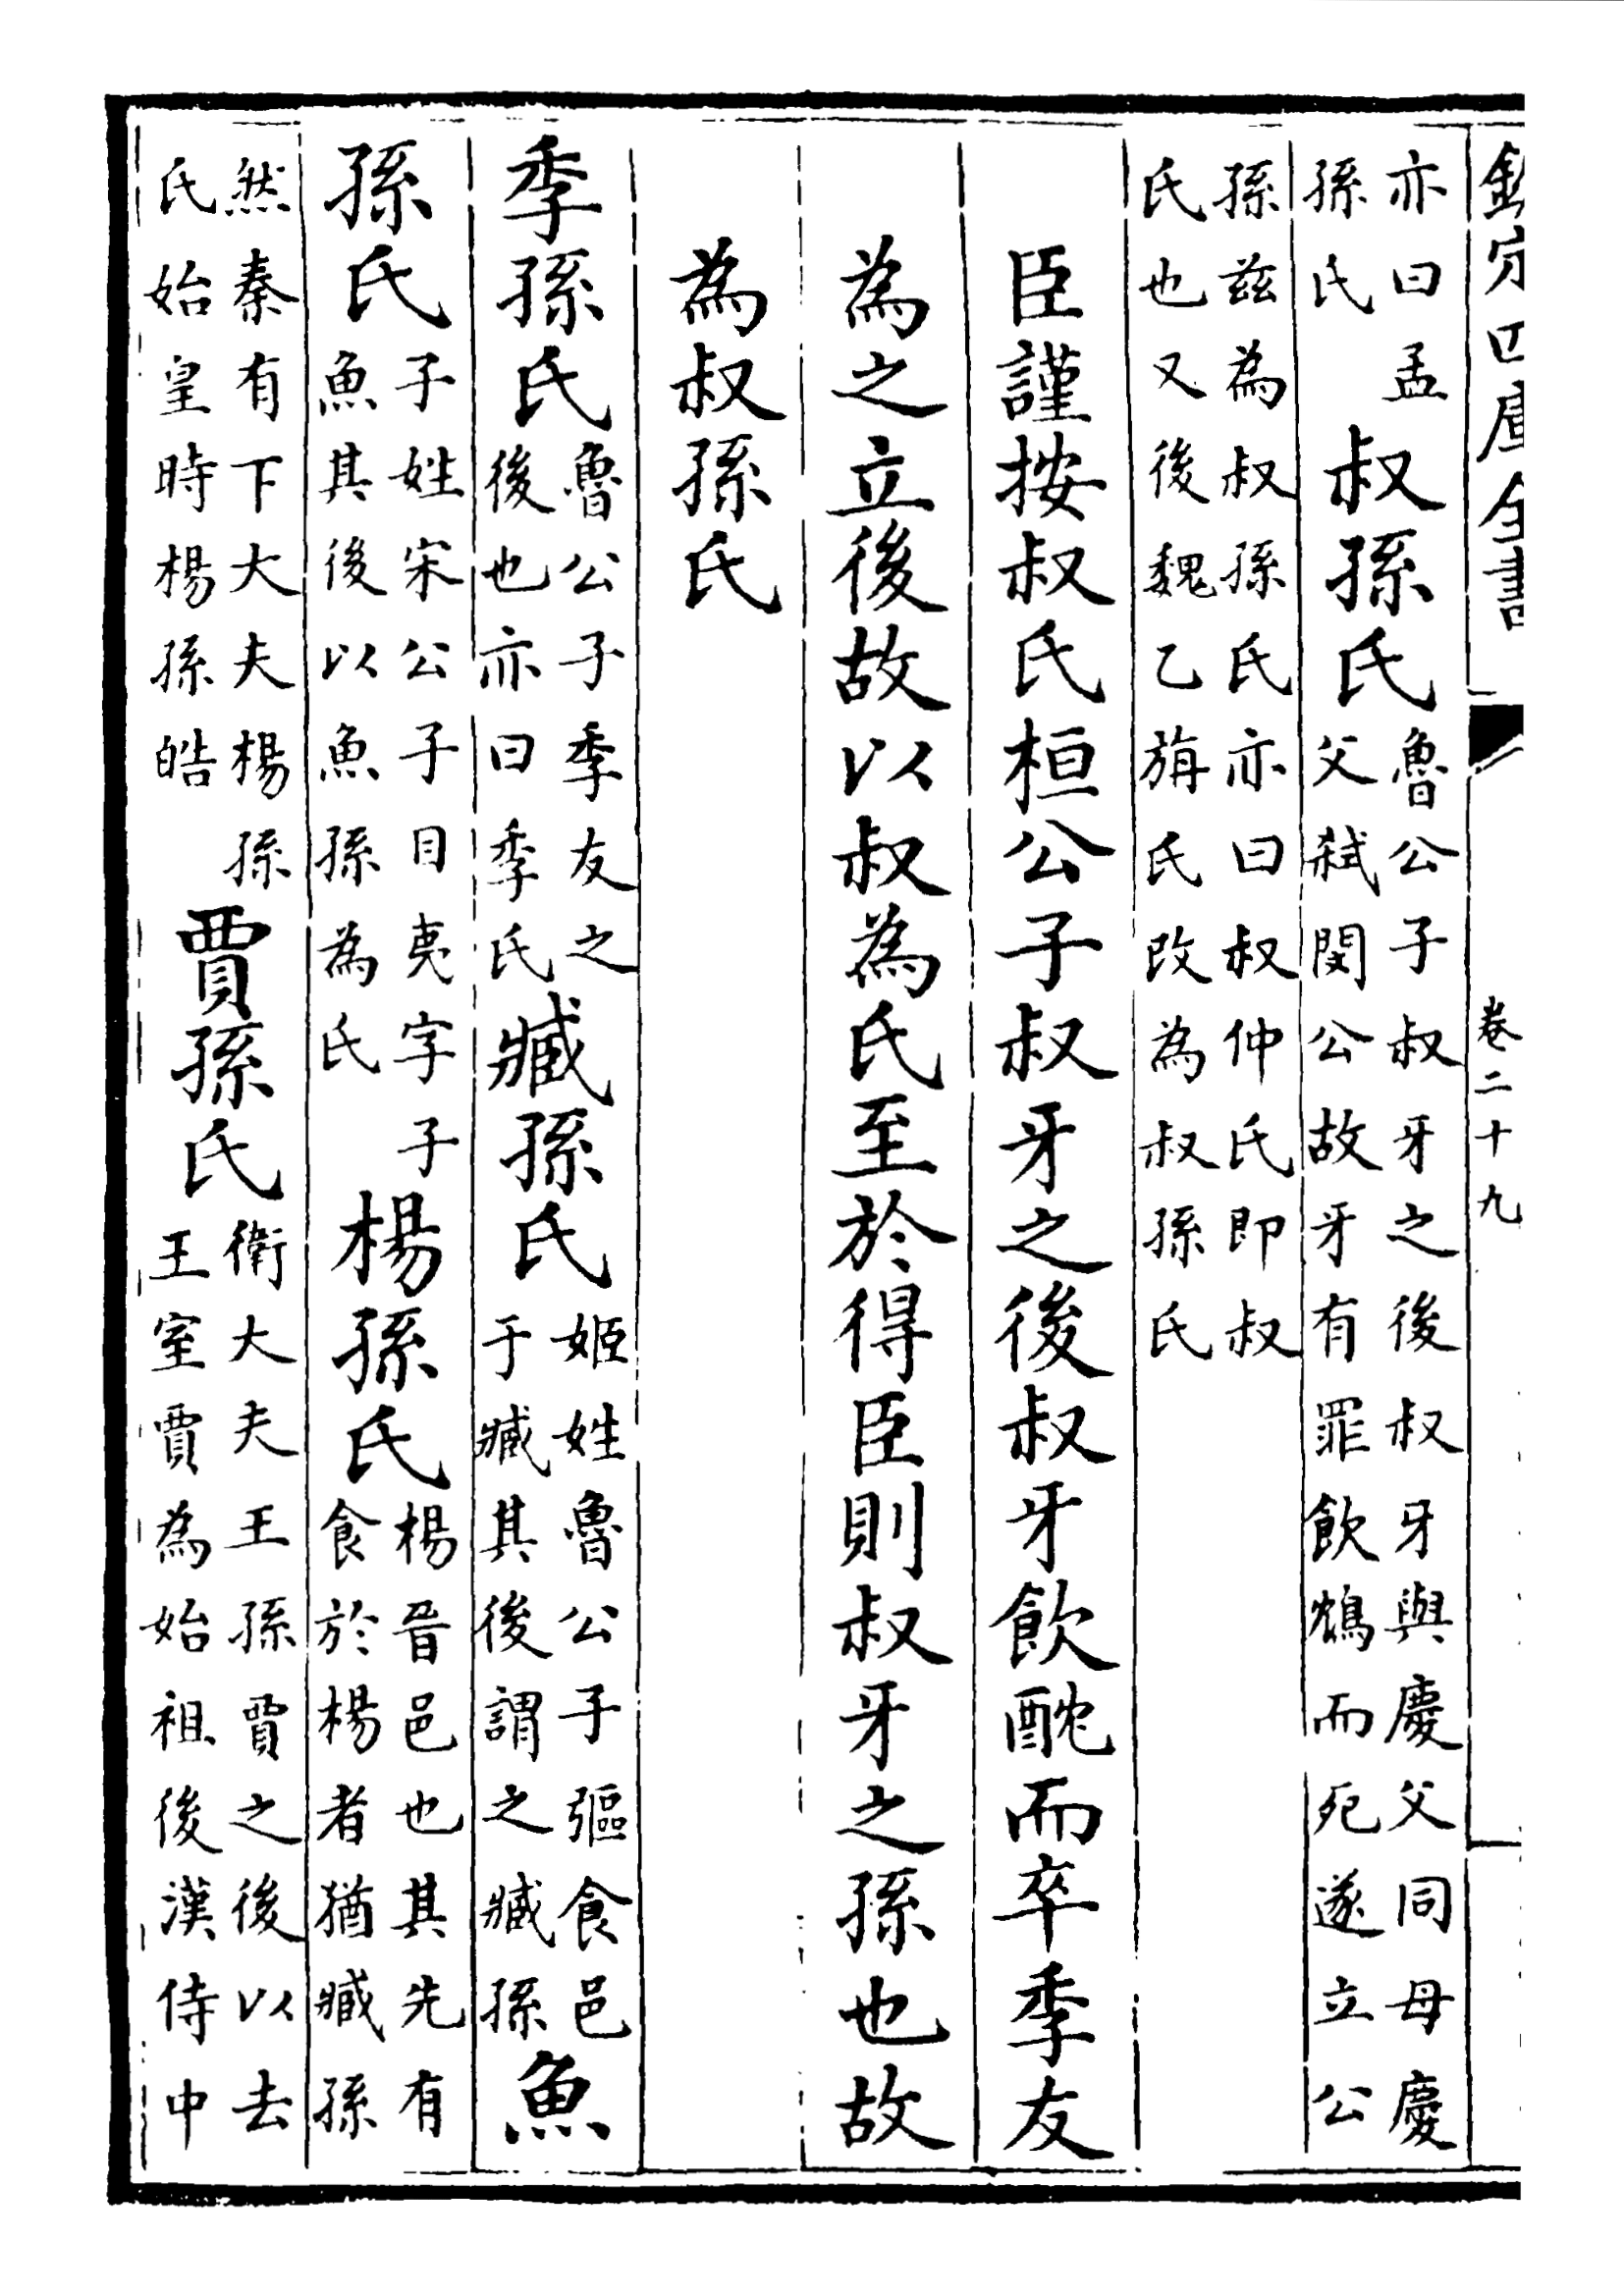 欽定四庫全書 卷二十九
亦曰孟
孫氏
叔孫氏
魯公子叔牙之後叔牙與慶父同母慶
父弑閔公故牙有罪飲鴆而死遂立公
孫兹為叔孫氏亦曰叔仲氏即叔
氏也又後魏乙旃氏改為叔孫氏
臣謹按叔氏桓公子叔牙之後叔牙飲酖而卒季友
為之立後故以叔為氏至於得臣則叔牙之孫也故
為叔孫氏
季孫氏
魯公子季友之
後也亦曰季氏
臧孫氏
姬姓魯公子彄食邑
于臧其後謂之臧孫
魚
孫氏
子姓宋公子子目夷字子
魚其後以魚孫為氏
楊孫氏
楊晉邑也其先有
食於楊者猶臧孫
然秦有下大夫楊孫
氏始皇時楊孫皓
賈孫氏
衛大夫王孫賈之後以去
王室賈為始祖後漢侍中